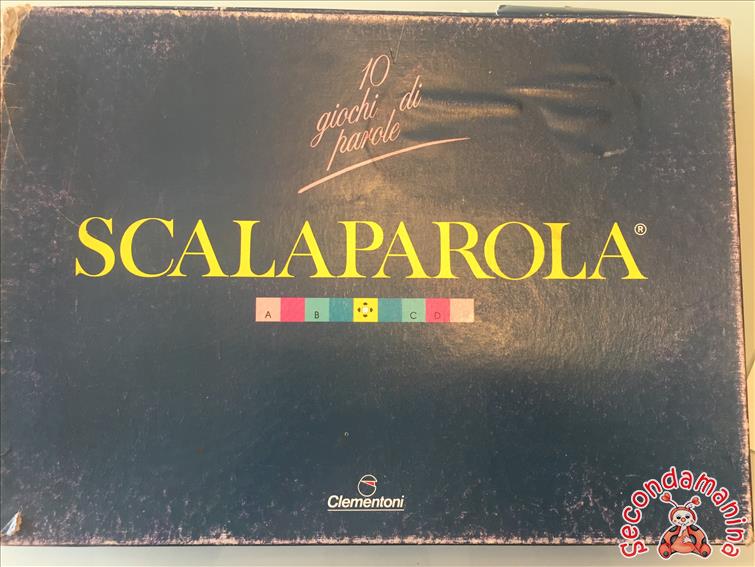 10
giochi di
parole
SCALAPAROLA®
A B C D
Clementoni
secondamanina